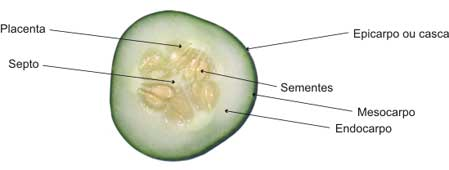 Placenta
Epicarpo ou casca
Septo
Sementes
Mesocarpo
Endocarpo